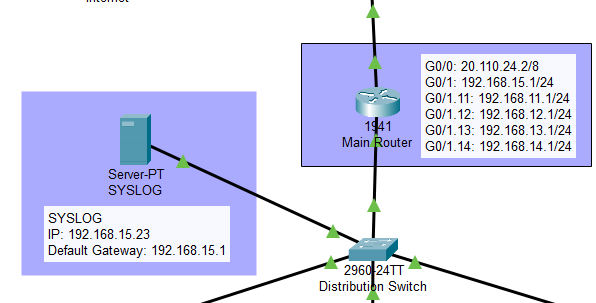 Internet
G0/0: 20.110.24.2/8
G0/1: 192.168.15.1/24
G0/1.11: 192.168.11.1/24
G0/1.12: 192.168.12.1/24
G0/1.13: 192.168.13.1/24
G0/1.14: 192.168.14.1/24
1941
Main Router
Server-PT
SYSLOG
SYSLOG
IP: 192.168.15.23
Default Gateway: 192.168.15.1
2960-24TT
Distribution Switch